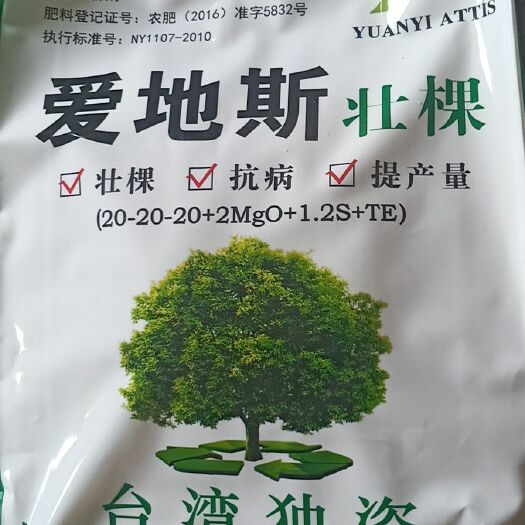 肥料登记证号：农肥（2016）准字5832号
执行标准号：NY1107-2010
YUANYI ATTIS
爱地斯 壮棵
壮棵 抗病 提产量
(20-20-20+2MgO+1.2S+TE)
台湾独资